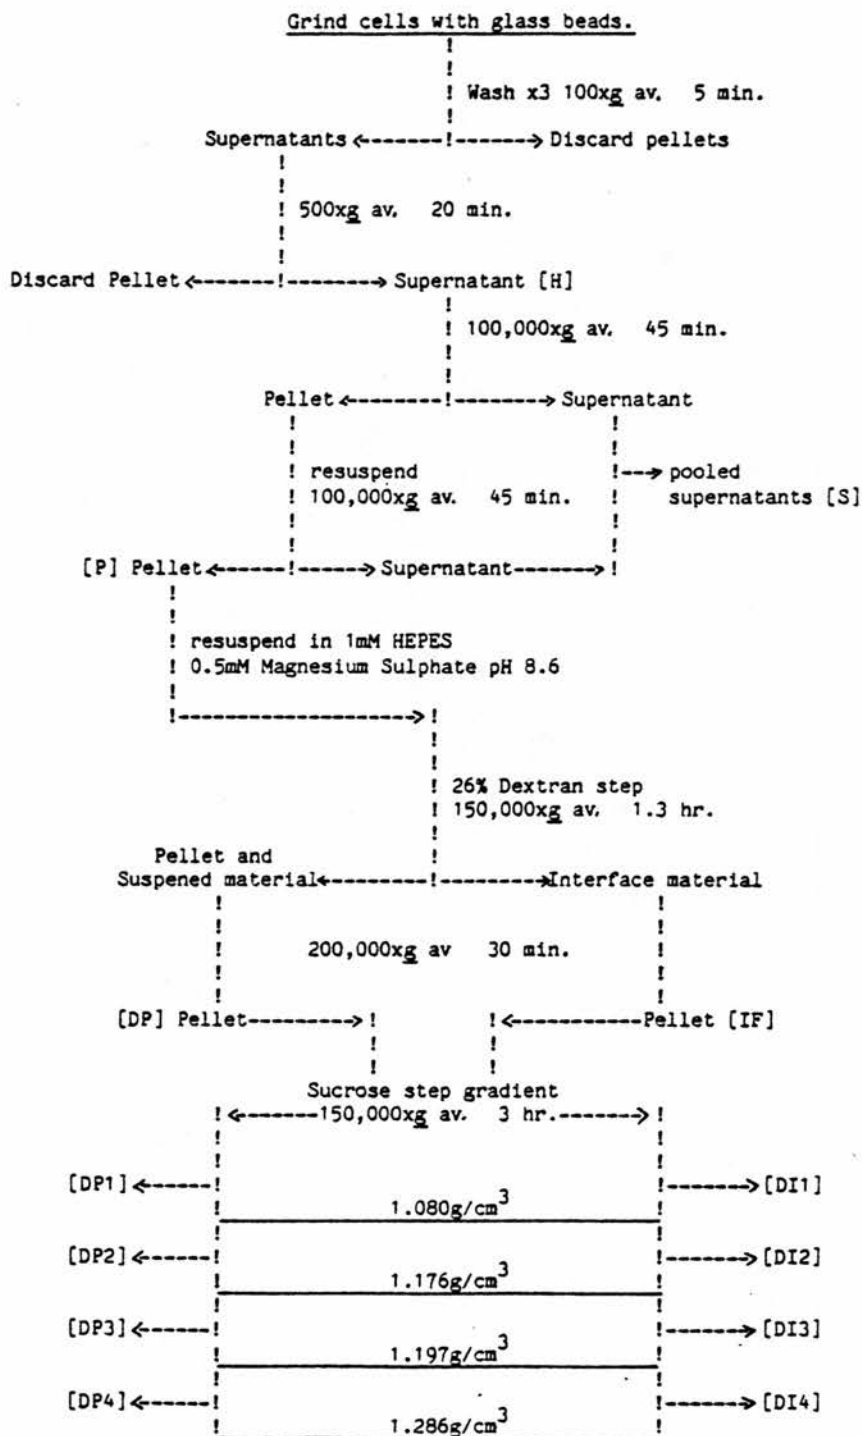 Grind cells with glass beads.
Wash x3 100xg av. 5 min.
Supernatants Discard pellets
500xg av. 20 min.
Discard Pellet Supernatant [H]
100,000xg av. 45 min.
Pellet Supernatant
resuspend pooled
100,000xg av. 45 min. supernatants [S]
[P] Pellet Supernatant
resuspend in 1mM HEPES
0.5mM Magnesium Sulphate pH 8.6
26% Dextran step
150,000xg av. 1.3 hr.
Pellet and
Suspened material Interface material
200,000xg av 30 min.
[DP] Pellet Pellet [IF]
Sucrose step gradient
150,000xg av. 3 hr.
[DP1] [DI1]
1.080g/cm3
[DP2] [DI2]
1.176g/cm3
[DP3] [DI3]
1.197g/cm3
[DP4] [DI4]
1.286g/cm3